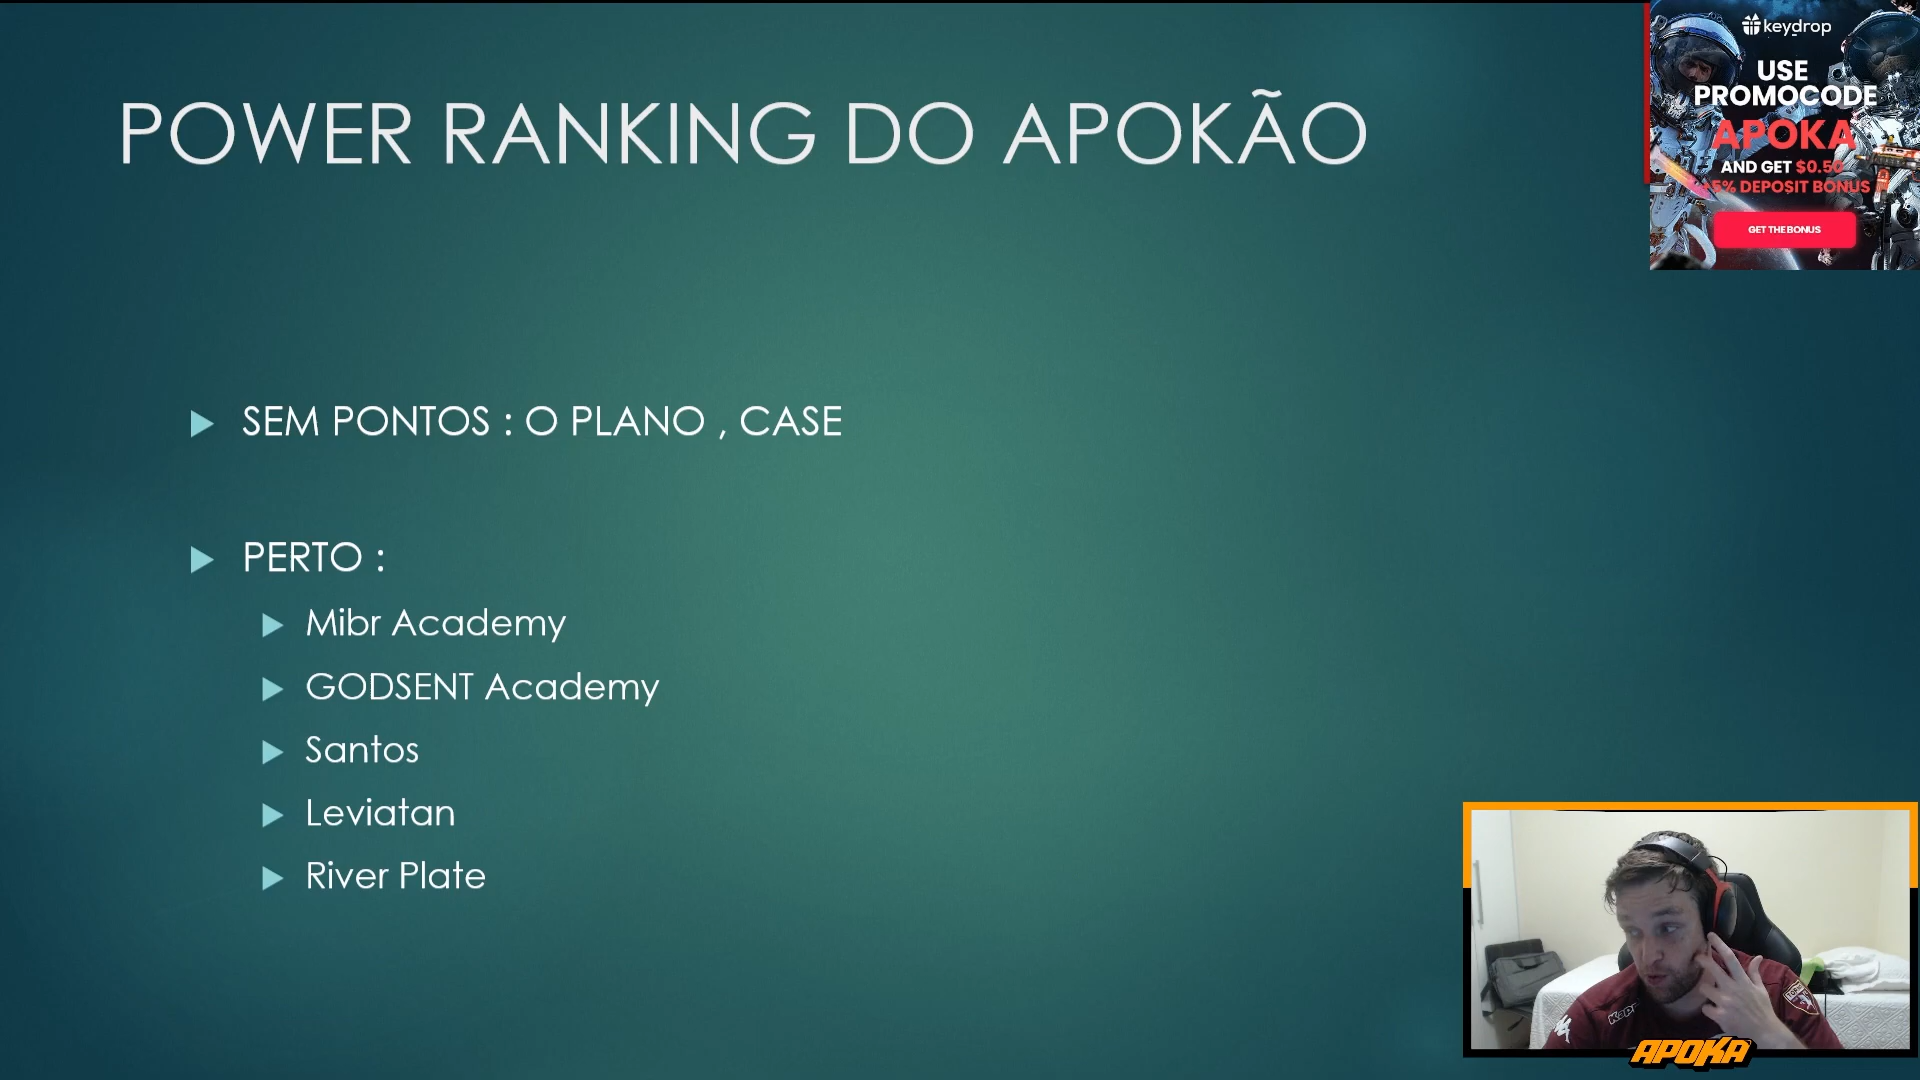 POWER RANKING DO APOKÃO
keydrop
USE
PROMOCODE
APOKA
AND GET $0.50
5% DEPOSIT BONUS
GET THE BONUS
SEM PONTOS : O PLANO , CASE
PERTO :
Mibr Academy
GODSENT Academy
Santos
Leviatan
River Plate
APOKA